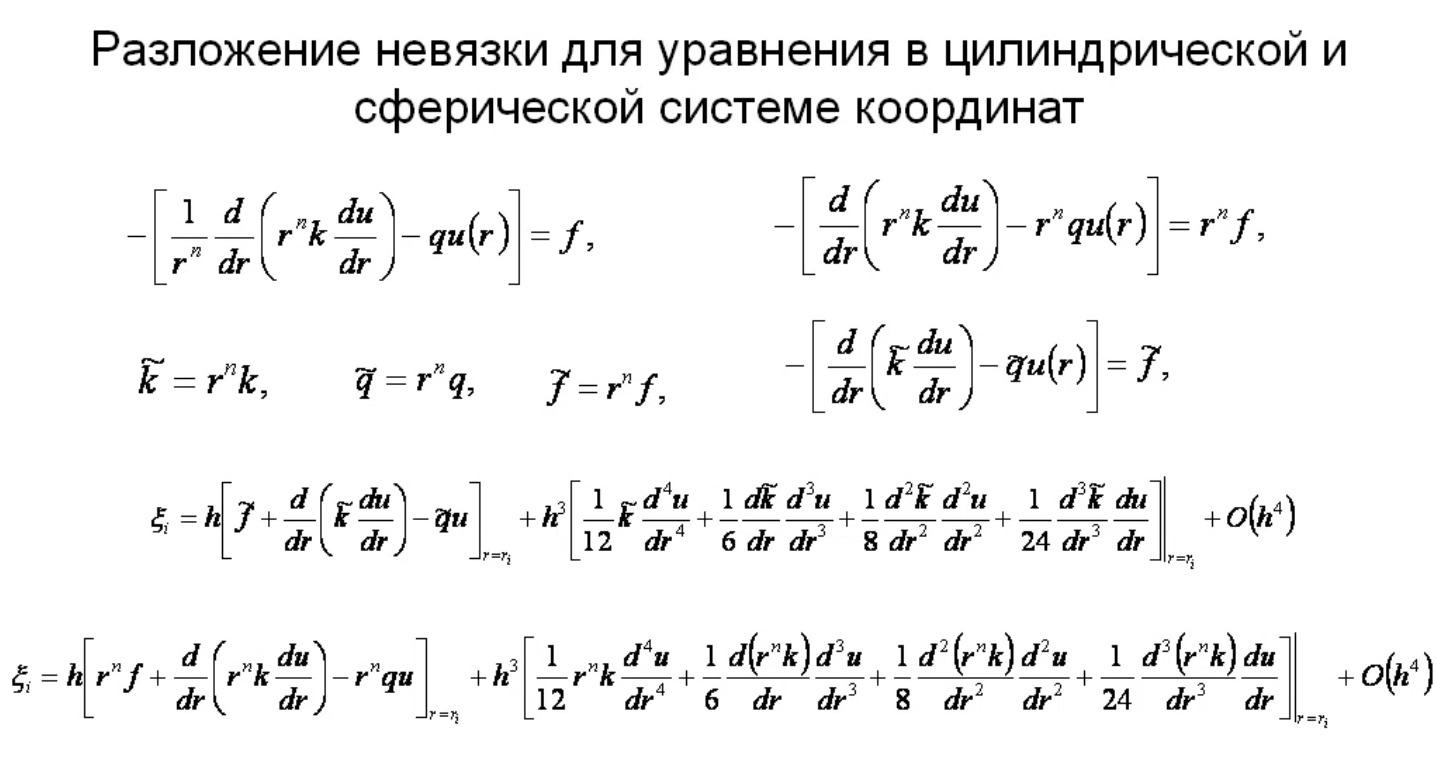 Разложение невязки для уравнения в цилиндрической и
сферической системе координат
-[1/rⁿ d/dr(rⁿk du/dr) - qu(r)] = f,
-[d/dr(rⁿk du/dr) - rⁿqu(r)] = rⁿf,
k̃ = rⁿk, q̃ = rⁿq, f̃ = rⁿf,
-[d/dr(k̃ du/dr) - q̃u(r)] = f̃,
ξᵢ = h[f̃ + d/dr(k̃ du/dr) - q̃u]_{r=rᵢ} + h³[1/12 k̃ d⁴u/dr⁴ + 1/6 dk̃/dr d³u/dr³ + 1/8 d²k̃/dr² d²u/dr² + 1/24 d³k̃/dr³ du/dr]|_{r=rᵢ} + O(h⁴)
ξᵢ = h[rⁿf + d/dr(rⁿk du/dr) - rⁿqu]_{r=rᵢ} + h³[1/12 rⁿk d⁴u/dr⁴ + 1/6 d(rⁿk)/dr d³u/dr³ + 1/8 d²(rⁿk)/dr² d²u/dr² + 1/24 d³(rⁿk)/dr³ du/dr]|_{r=rᵢ} + O(h⁴)